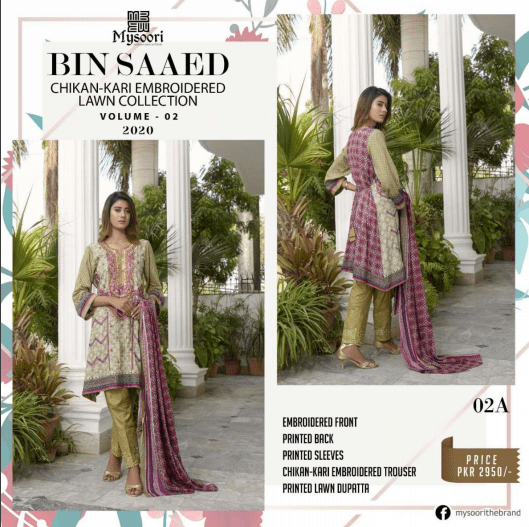 Mysoori
BIN SAAED
CHIKAN-KARI EMBROIDERED
LAWN COLLECTION
VOLUME - 02
2020
02A
EMBROIDERED FRONT
PRINTED BACK
PRINTED SLEEVES
CHIKAN-KARI EMBROIDERED TROUSER
PRINTED LAWN DUPATTA
PRICE
PKR 2950/-
mysoorithebrand